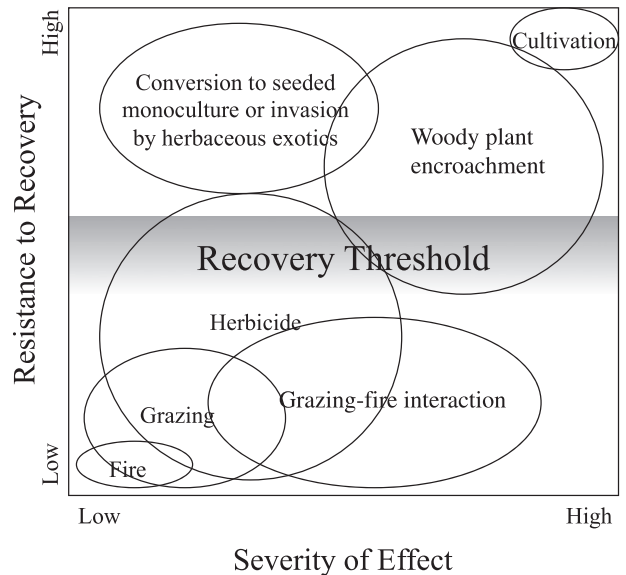 High
Cultivation
Conversion to seeded
monoculture or invasion
by herbaceous exotics
Woody plant
encroachment
Resistance to Recovery
Recovery Threshold
Herbicide
Grazing-fire interaction
Grazing
Fire
Low
Low
High
Severity of Effect